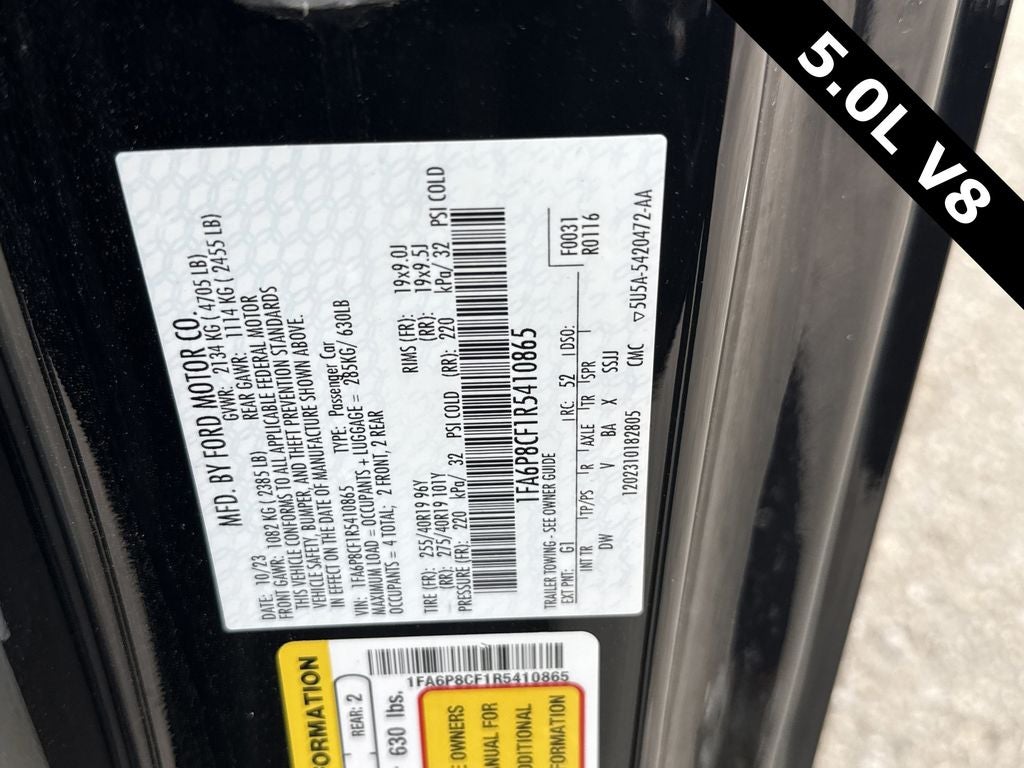 5.0L V8
MFD. BY FORD MOTOR CO.
DATE: 10/23 GVWR: 2134 KG ( 4705 LB)
FRONT GAWR: 1082 KG ( 2385 LB) REAR GAWR: 1114 KG ( 2455 LB)
THIS VEHICLE CONFORMS TO ALL APPLICABLE FEDERAL MOTOR
VEHICLE SAFETY, BUMPER, AND THEFT PREVENTION STANDARDS
IN EFFECT ON THE DATE OF MANUFACTURE SHOWN ABOVE.
VIN: 1FA6P8CF1R5410865 TYPE: Passenger Car
MAXIMUM LOAD = OCCUPANTS + LUGGAGE = 285KG/ 630LB
OCCUPANTS = 4 TOTAL; 2 FRONT, 2 REAR
TIRE (FR): 255/40R19 96Y RIMS (FR): 19x9.0J
(RR): 275/40R19 101Y (RR): 19x9.5J
PRESSURE (FR): 220 kPa/ 32 PSI COLD (RR): 220 kPa/ 32 PSI COLD
1FA6P8CF1R5410865
TRAILER TOWING - SEE OWNER GUIDE F0031
EXT PNT: G1 RC: 52 DSO: R0116
INTR TP/PS R AXLE TR SPR
DW V BA X SSJJ
12023101823805 CMC ▽5U5A-5420472-AA
ORMATION
REAR: 2
630 lbs.
1FA6P8CF1R5410865
E OWNERS
ANUAL FOR
DDITIONAL
FORMATION